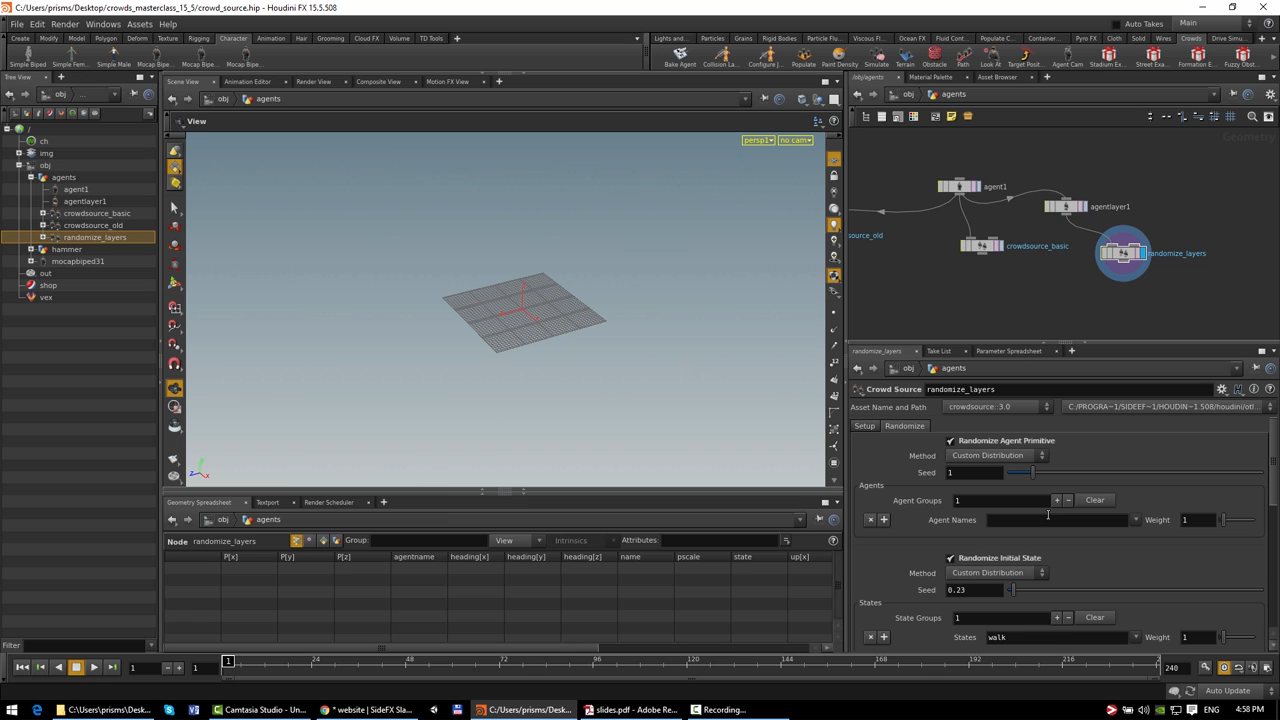 C:/Users/prisms/Desktop/crowds_masterclass_15_5/crowd_source.hip - Houdini FX 15.5.508
File Edit Render Windows Assets Help
Auto Takes Main
Create Modify Model Polygon Deform Texture Rigging Character Animation Hair Grooming Cloud FX Volume TD Tools
Lights and... Particles Grains Rigid Bodies Particle Flu... Viscous Fl... Ocean FX Fluid Cont... Populate C... Container... Pyro FX Cloth Solid Wires Crowds Drive Simu...
Simple Biped Simple Fem... Simple Male Mocap Bipe... Mocap Bipe... Mocap Bipe...
Bake Agent Collision La... Configure J... Populate Paint Density Simulate Terrain Obstacle Path Look At Target Posit... Agent Cam Stadium Ex... Street Exa... Formation E... Fuzzy Obst...
Tree View
obj ...
/
ch
img
obj
agents
agent1
agentlayer1
crowdsource_basic
crowdsource_old
randomize_layers
hammer
mocapbiped31
out
shop
vex
Filter
Scene View Animation Editor Render View Composite View Motion FX View
obj agents
View
persp1 no cam
z x
Geometry Spreadsheet Textport Render Scheduler
obj agents
Node randomize_layers Group: View Intrinsics Attributes:
P[x] P[y] P[z] agentname heading[x] heading[y] heading[z] name pscale state up[x]
/obj/agents Material Palette Asset Browser
obj agents
Geometry
agent1
agentlayer1
source_old
crowdsource_basic
randomize_layers
randomize_layers Take List Parameter Spreadsheet
obj agents
Crowd Source randomize_layers
Asset Name and Path crowdsource::3.0 C:/PROGRA~1/SIDEEF~1/HOUDIN~1.508/houdini/otl...
Setup Randomize
Randomize Agent Primitive
Method Custom Distribution
Seed 1
Agents
Agent Groups 1 + − Clear
Agent Names Weight 1
Randomize Initial State
Method Custom Distribution
Seed 0.23
States
State Groups 1 + − Clear
States walk Weight 1
1 1 1 24 48 72 96 120 144 168 192 216 2 240
Auto Update
C:/Users/prisms/De... Camtasia Studio - Un... * website | SideFX Sla... C:/Users/prisms/Desk... slides.pdf - Adobe Re... Recording... ENG 4:58 PM